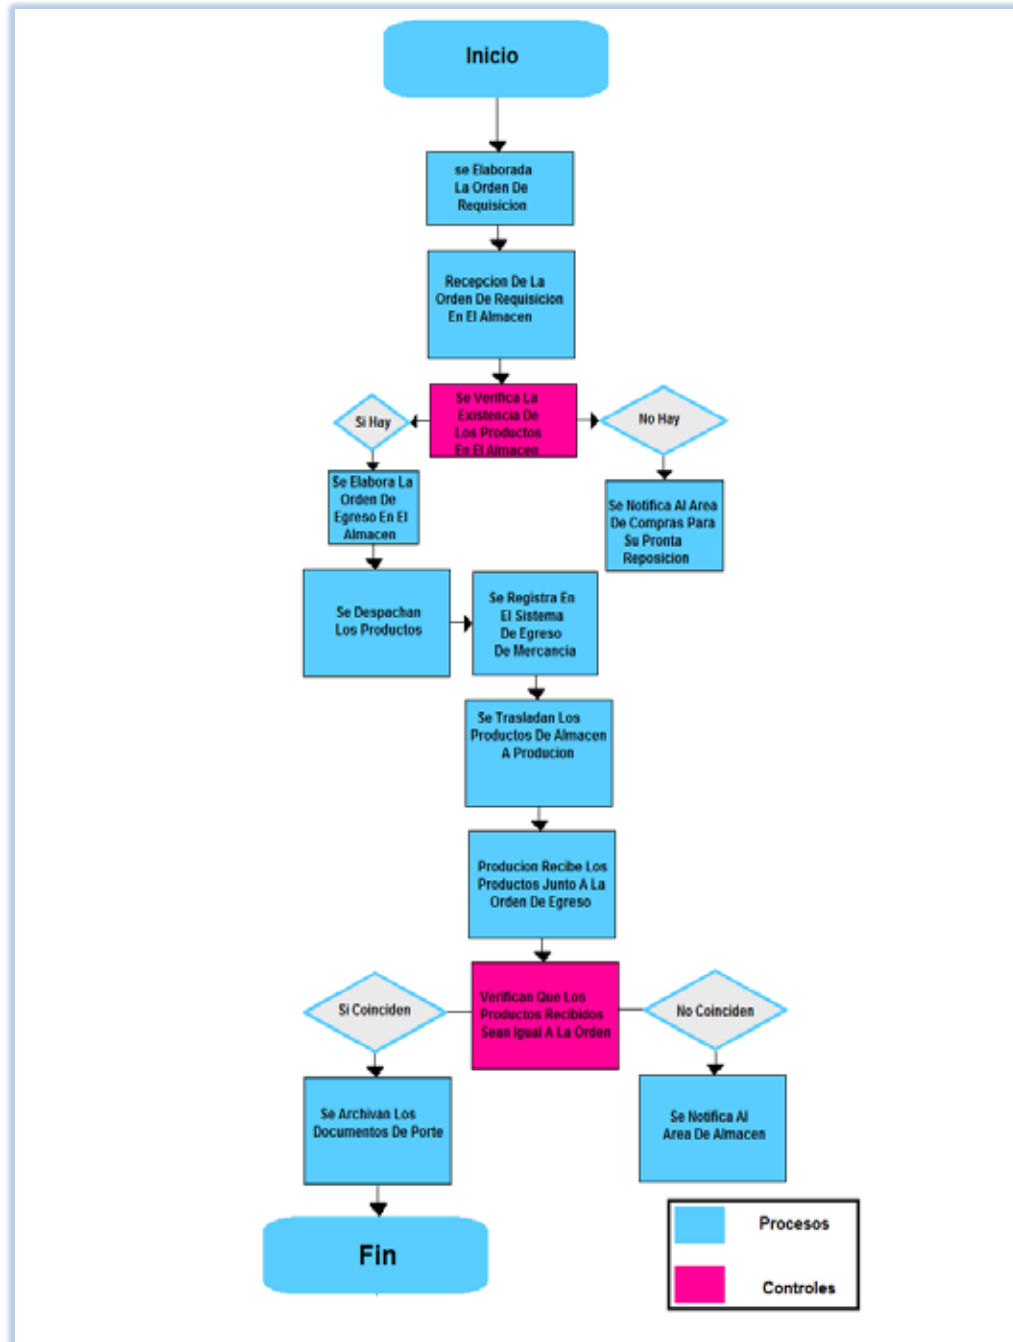 Inicio
se Elaborada
La Orden De
Requisicion
Recepcion De La
Orden De Requisicion
En El Almacen
Se Verifica La
Existencia De
Los Productos
En El Almacen
Si Hay
No Hay
Se Elabora La
Orden De
Egreso En El
Almacen
Se Notifica Al Area
De Compras Para
Su Pronta
Reposicion
Se Despachan
Los Productos
Se Registra En
El Sistema
De Egreso
De Mercancia
Se Trasladan Los
Productos De Almacen
A Producion
Producion Recibe Los
Productos Junto A La
Orden De Egreso
Verifican Que Los
Productos Recibidos
Sean Igual A La Orden
Si Coinciden
No Coinciden
Se Archivan Los
Documentos De Porte
Se Notifica Al
Area De Almacen
Fin
Procesos
Controles